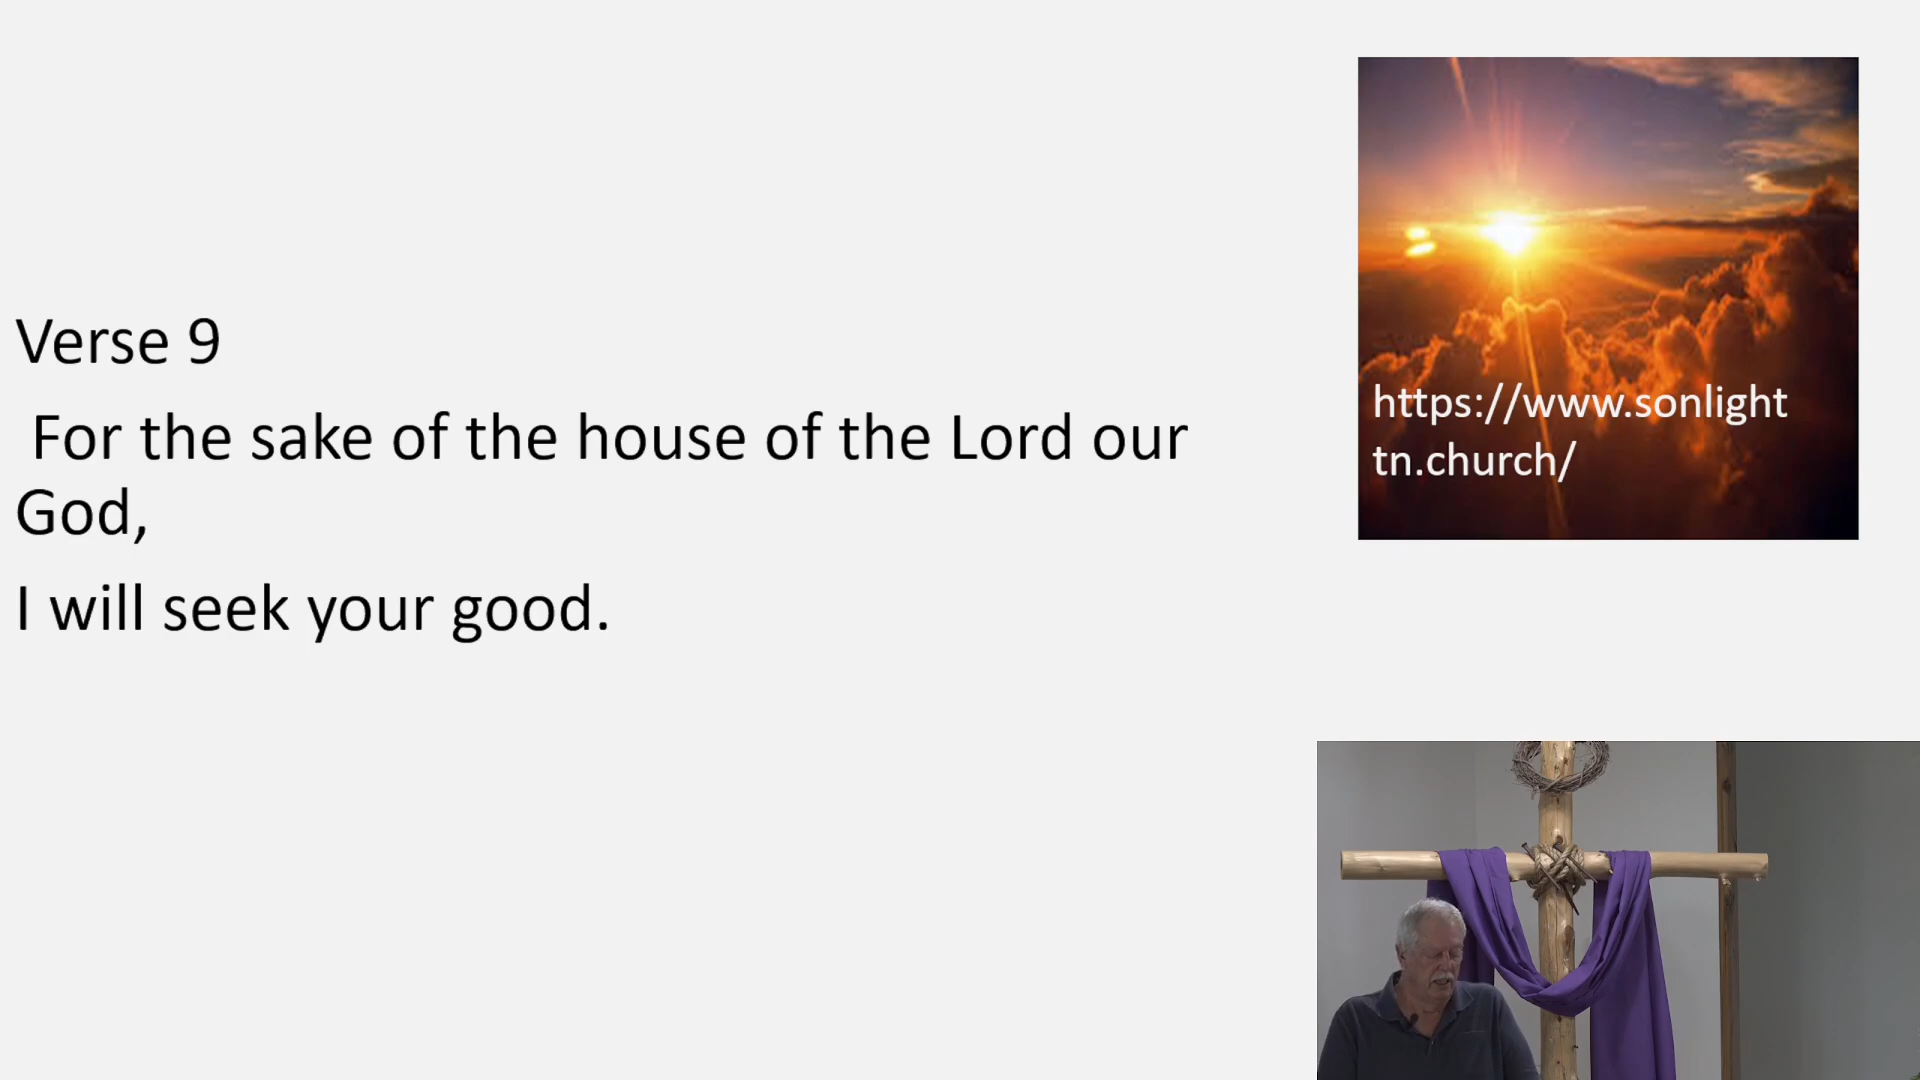 Verse 9
For the sake of the house of the Lord our
God,
I will seek your good.
https://www.sonlight
tn.church/